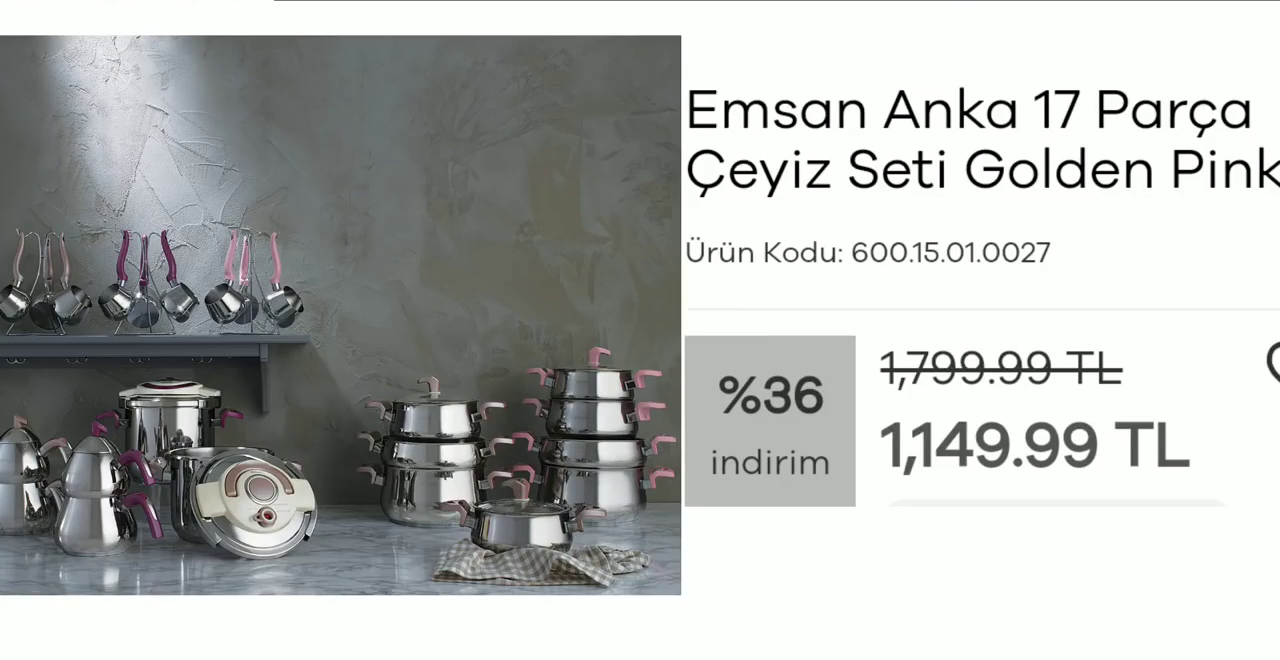 Emsan Anka 17 Parça
Çeyiz Seti Golden Pink
Ürün Kodu: 600.15.01.0027
%36
indirim
1,799.99 TL
1,149.99 TL